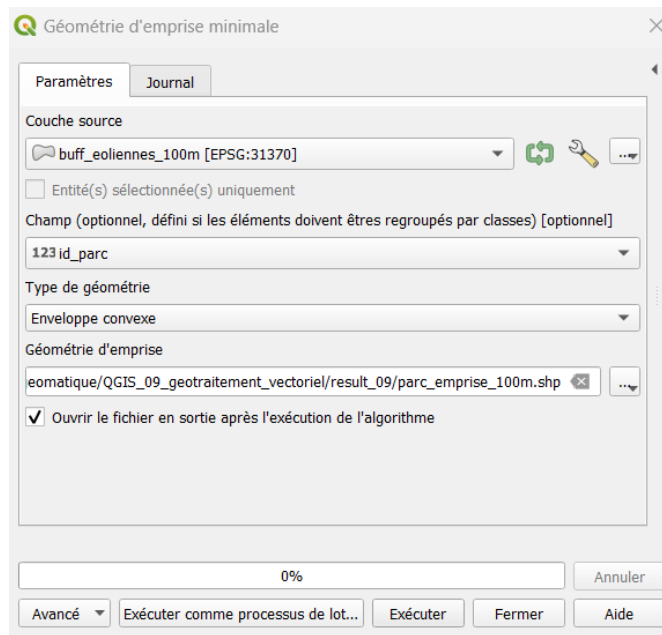 Géométrie d'emprise minimale
Paramètres
Journal
Couche source
buff_eoliennes_100m [EPSG:31370]
...
Entité(s) sélectionnée(s) uniquement
Champ (optionnel, défini si les éléments doivent êtres regroupés par classes) [optionnel]
123 id_parc
Type de géométrie
Enveloppe convexe
Géométrie d'emprise
eomatique/QGIS_09_geotraitement_vectoriel/result_09/parc_emprise_100m.shp
...
Ouvrir le fichier en sortie après l'exécution de l'algorithme
0%
Annuler
Avancé
Exécuter comme processus de lot...
Exécuter
Fermer
Aide